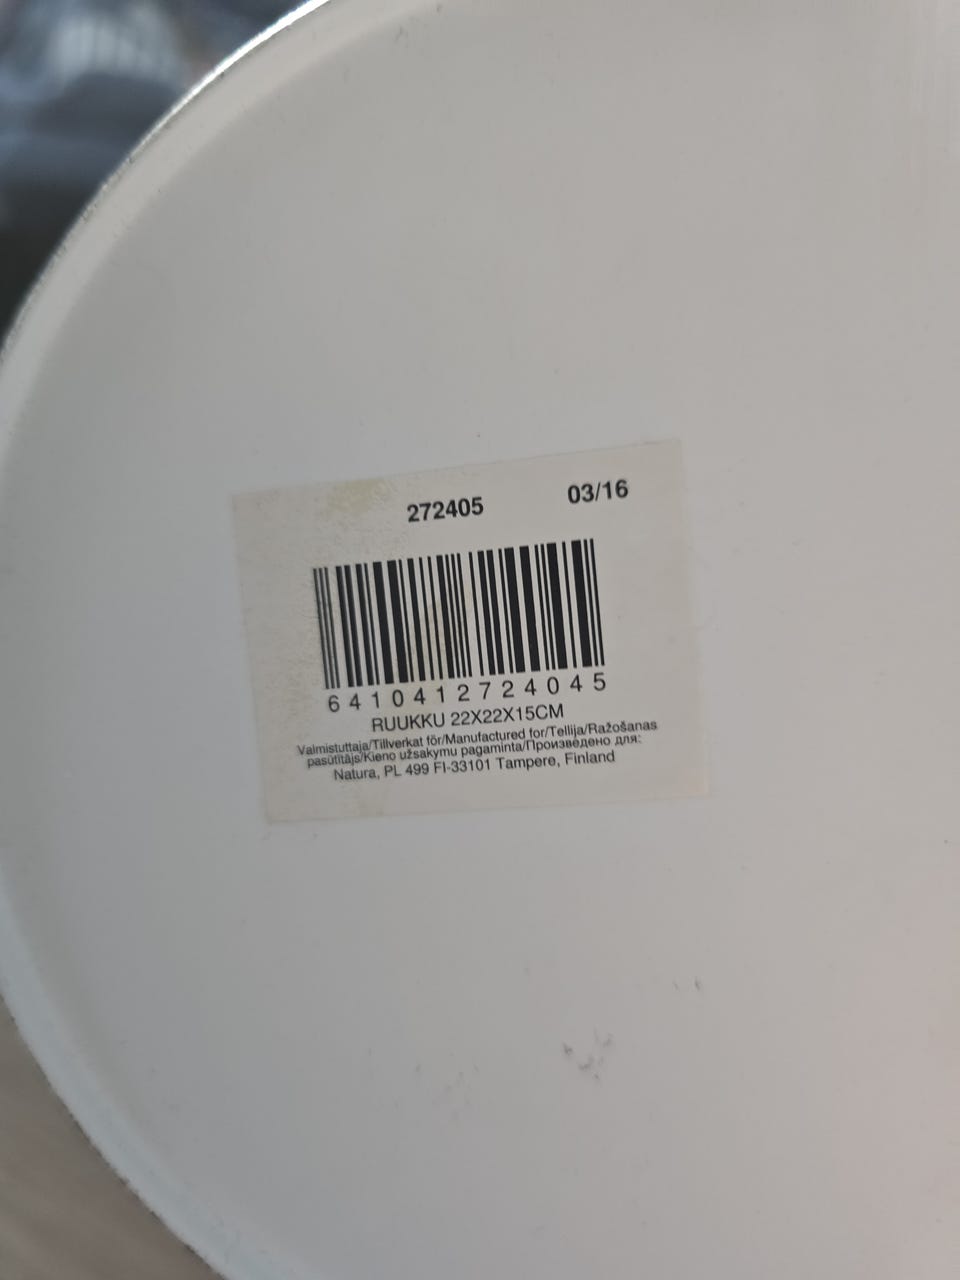 272405 03/16
6410412724045
RUUKKU 22X22X15CM
Valmistuttaja/Tillverkat för/Manufactured for/Tellija/Ražošanas
pasūtītājs/Kieno užsakymu pagaminta/Произведено для:
Natura, PL 499 FI-33101 Tampere, Finland